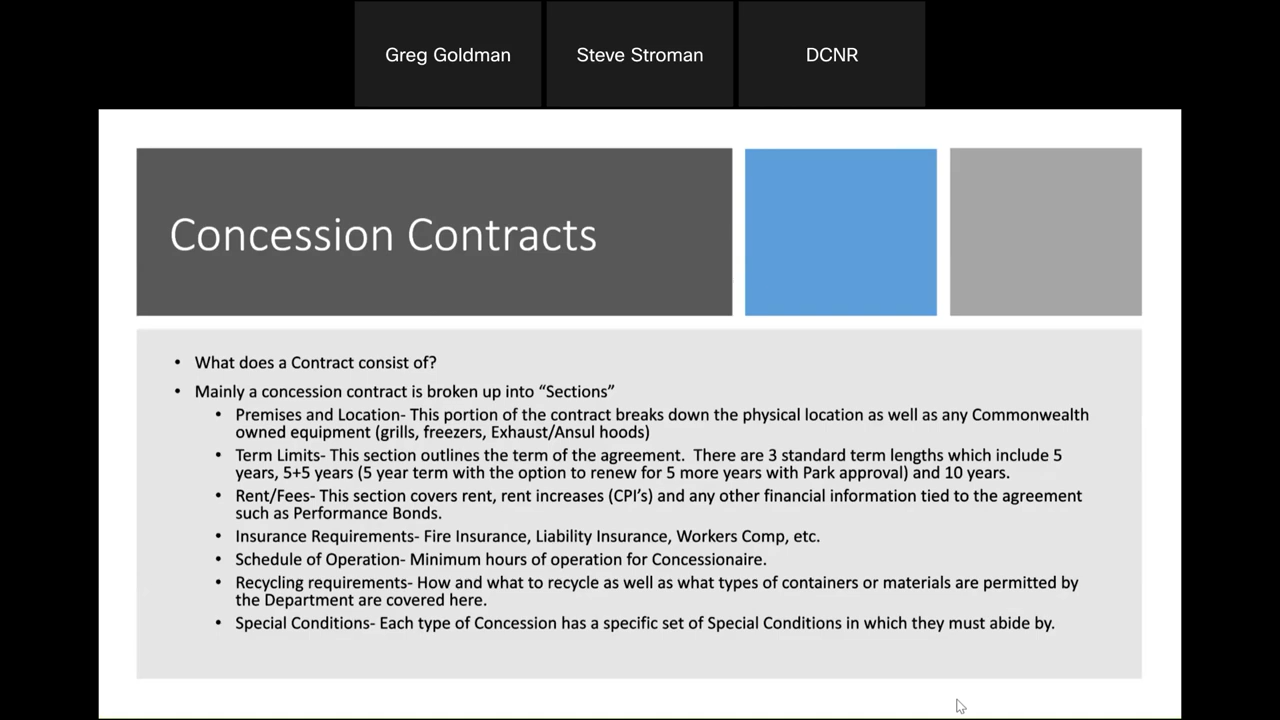 Greg Goldman
Steve Stroman
DCNR
Concession Contracts
• What does a Contract consist of?
• Mainly a concession contract is broken up into “Sections”
• Premises and Location- This portion of the contract breaks down the physical location as well as any Commonwealth
owned equipment (grills, freezers, Exhaust/Ansul hoods)
• Term Limits- This section outlines the term of the agreement.  There are 3 standard term lengths which include 5
years, 5+5 years (5 year term with the option to renew for 5 more years with Park approval) and 10 years.
• Rent/Fees- This section covers rent, rent increases (CPI’s) and any other financial information tied to the agreement
such as Performance Bonds.
• Insurance Requirements- Fire Insurance, Liability Insurance, Workers Comp, etc.
• Schedule of Operation- Minimum hours of operation for Concessionaire.
• Recycling requirements- How and what to recycle as well as what types of containers or materials are permitted by
the Department are covered here.
• Special Conditions- Each type of Concession has a specific set of Special Conditions in which they must abide by.